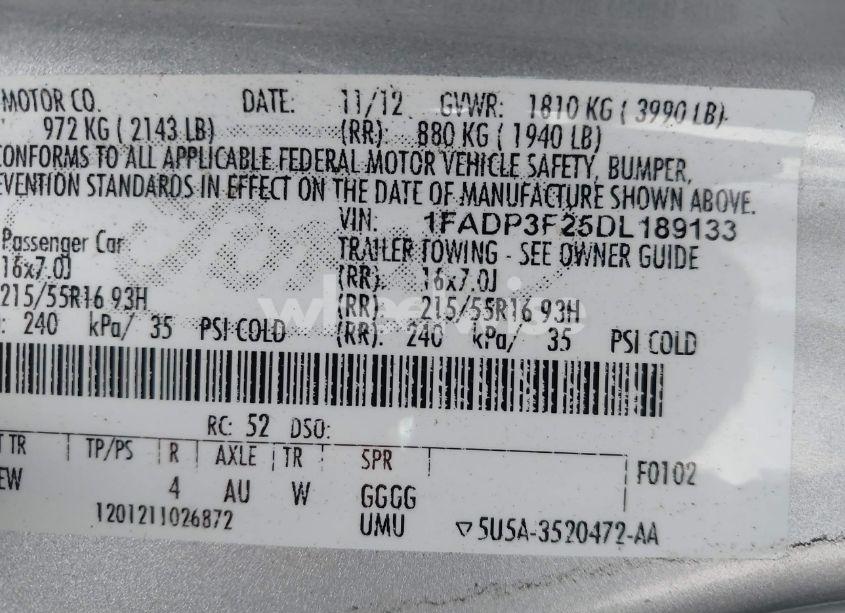 MOTOR CO. DATE: 11/12 GVWR: 1810 KG ( 3990 LB)
972 KG ( 2143 LB) (RR): 880 KG ( 1940 LB)
CONFORMS TO ALL APPLICABLE FEDERAL MOTOR VEHICLE SAFETY, BUMPER,
EVENTION STANDARDS IN EFFECT ON THE DATE OF MANUFACTURE SHOWN ABOVE.
VIN: 1FADP3F25DL189133
Passenger Car TRAILER TOWING - SEE OWNER GUIDE
16x7.0J (RR): 16x7.0J
215/55R16 93H (RR) 215/55R16 93H
: 240 kPa/ 35 PSI COLD (RR): 240 kPa/ 35 PSI COLD
RC: 52 DSO:
T TR TP/PS R AXLE TR SPR F0102
EW 4 AU W GGGG
1201211026872 UMU ▽5U5A-3520472-AA